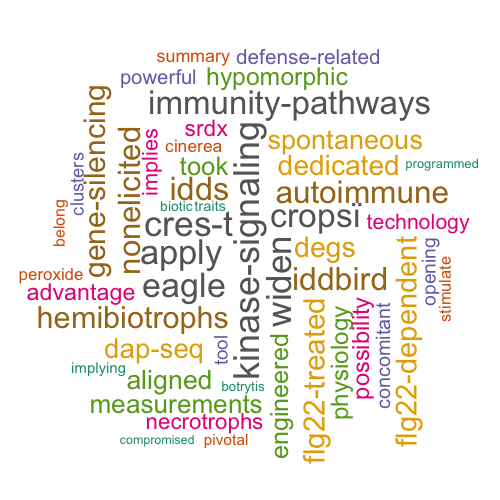 summary
defense-related
powerful
hypomorphic
immunity-pathways
gene-silencing
nonelicited
implies
srdx
cinerea
took
kinase-signaling
spontaneous
dedicated
programmed
clusters
idds
autoimmune
biotic
traits
belong
cres-t
cropsi
technology
apply
widen
degs
flg22-dependent
opening
stimulate
peroxide
eagle
iddbird
advantage
hemibiotrophs
flg22-treated
physiology
possibility
concomitant
dap-seq
tool
engineered
implying
aligned
botrytis
measurements
necrotrophs
compromised
pivotal